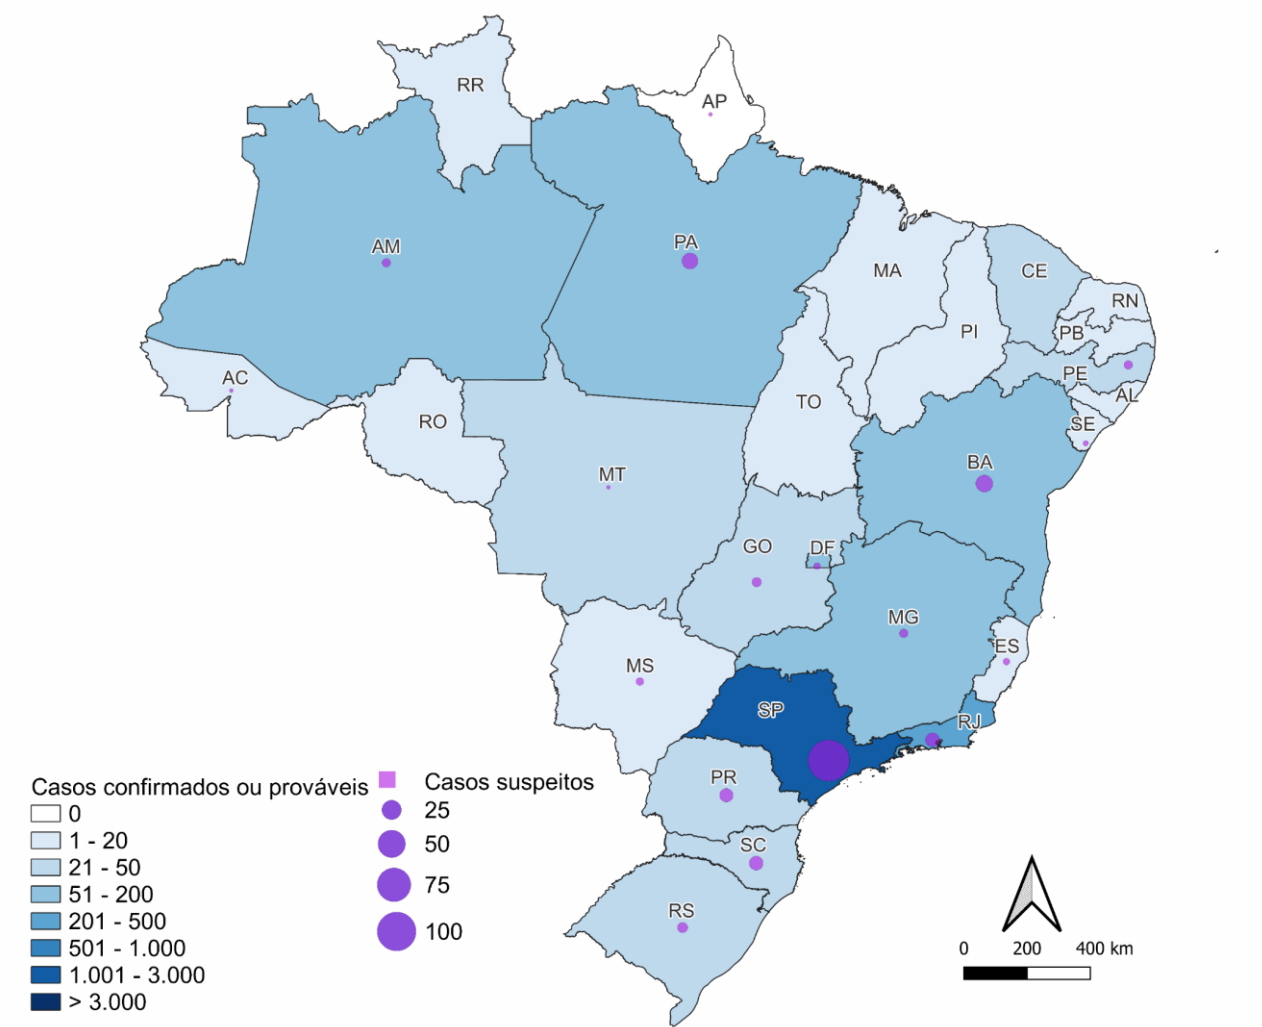 RR
AP
AM
PA
MA
CE
RN
PI
PB
PE
AC
AL
TO
RO
SE
BA
MT
GO
DF
MG
ES
MS
SP
RJ
PR
SC
RS
Casos confirmados ou prováveis
0
1 - 20
21 - 50
51 - 200
201 - 500
501 - 1.000
1.001 - 3.000
> 3.000
Casos suspeitos
25
50
75
100
0 200 400 km